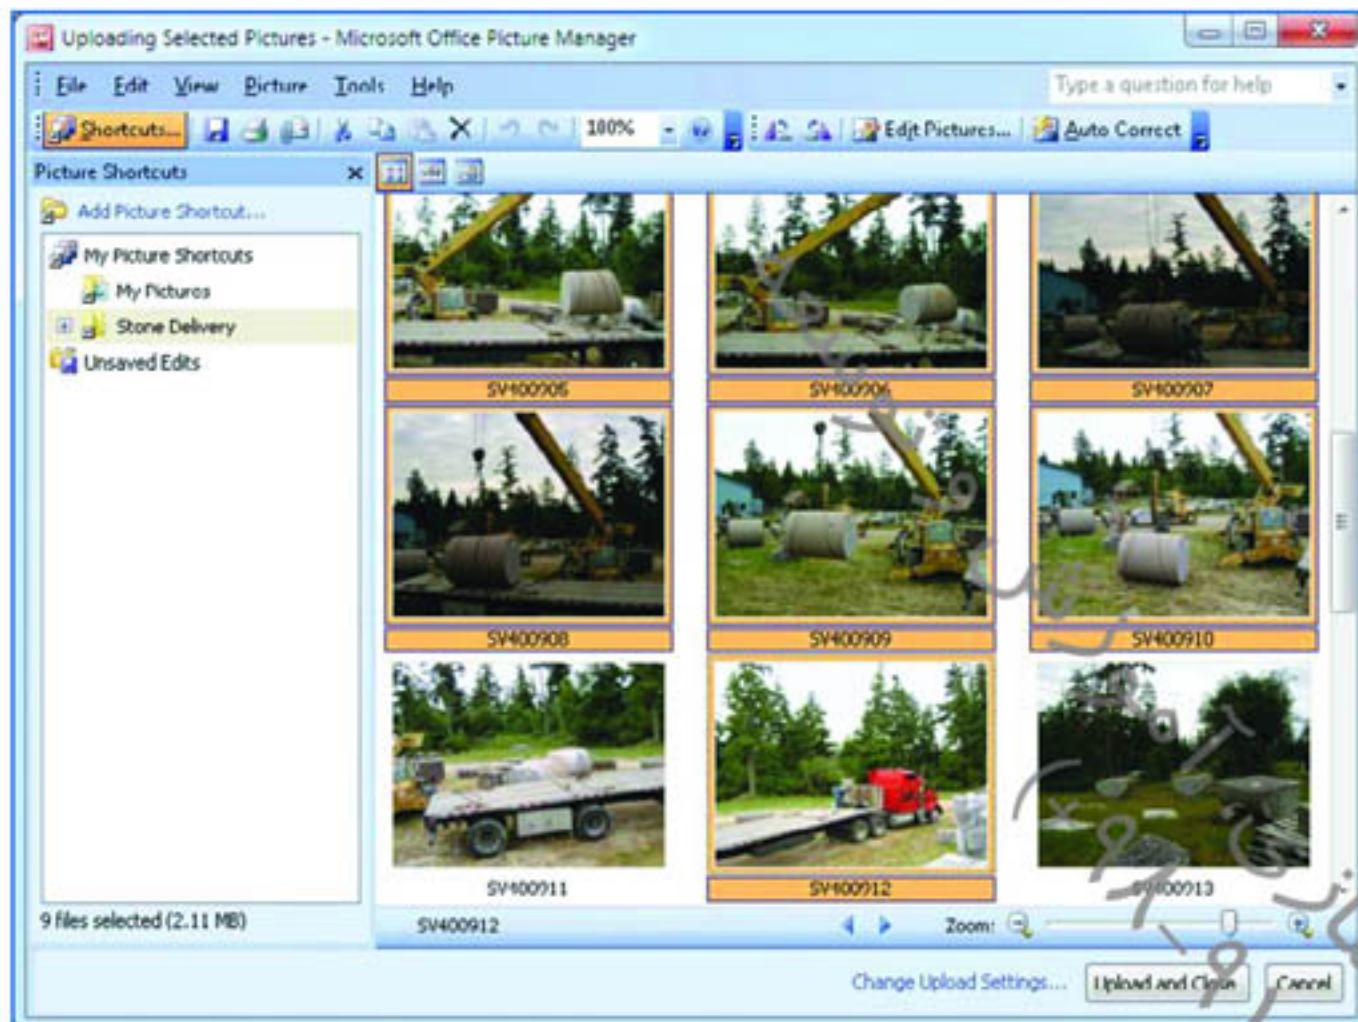 Uploading Selected Pictures - Microsoft Office Picture Manager
File Edit View Picture Tools Help
Type a question for help
Shortcuts... 100% Edit Pictures... Auto Correct
Picture Shortcuts
Add Picture Shortcut...
My Picture Shortcuts
My Pictures
Stone Delivery
Unsaved Edits
SV400905 SV400906 SV400907
SV400908 SV400909 SV400910
SV400911 SV400912 SV400913
9 files selected (2.11 MB)
SV400912 Zoom:
Change Upload Settings... Upload and Close Cancel